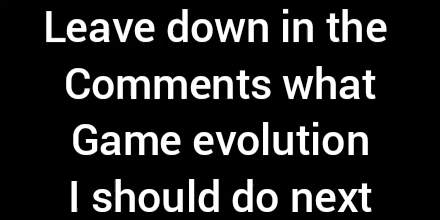 Leave down in the
Comments what
Game evolution
I should do next